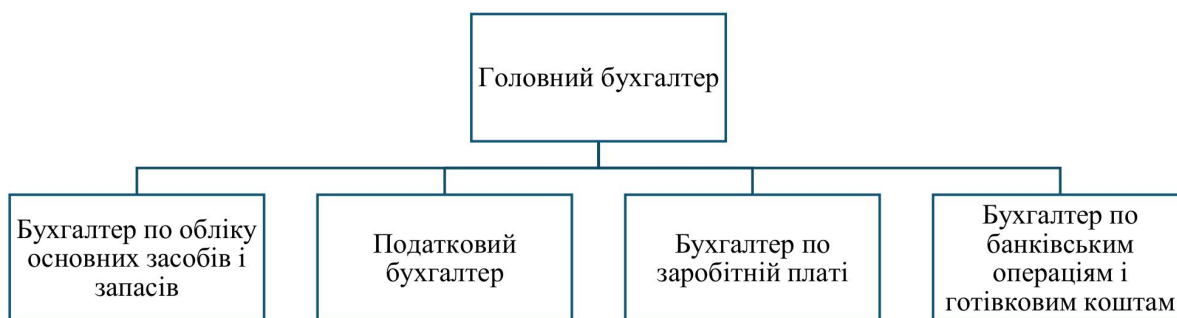 Головний бухгалтер
Бухгалтер по обліку
основних засобів і
запасів
Податковий
бухгалтер
Бухгалтер по
заробітній платі
Бухгалтер по
банківським
операціям і
готівковим коштам